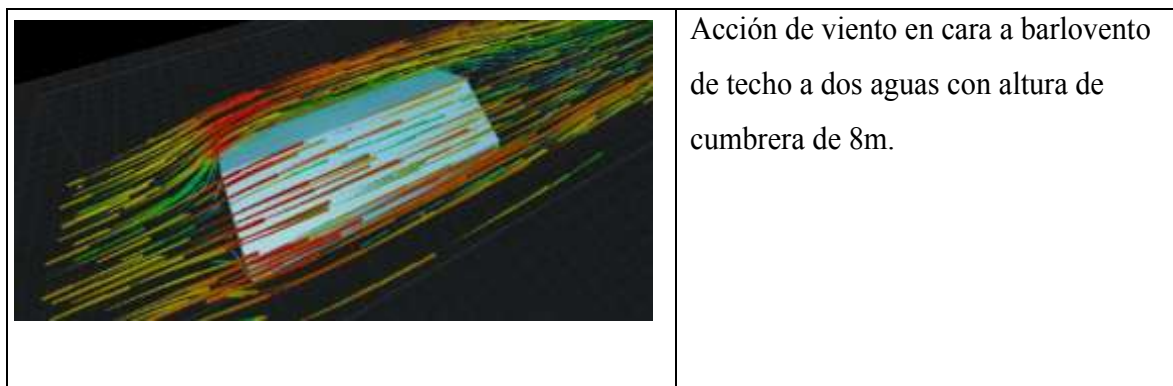 Acción de viento en cara a barlovento
de techo a dos aguas con altura de
cumbrera de 8m.